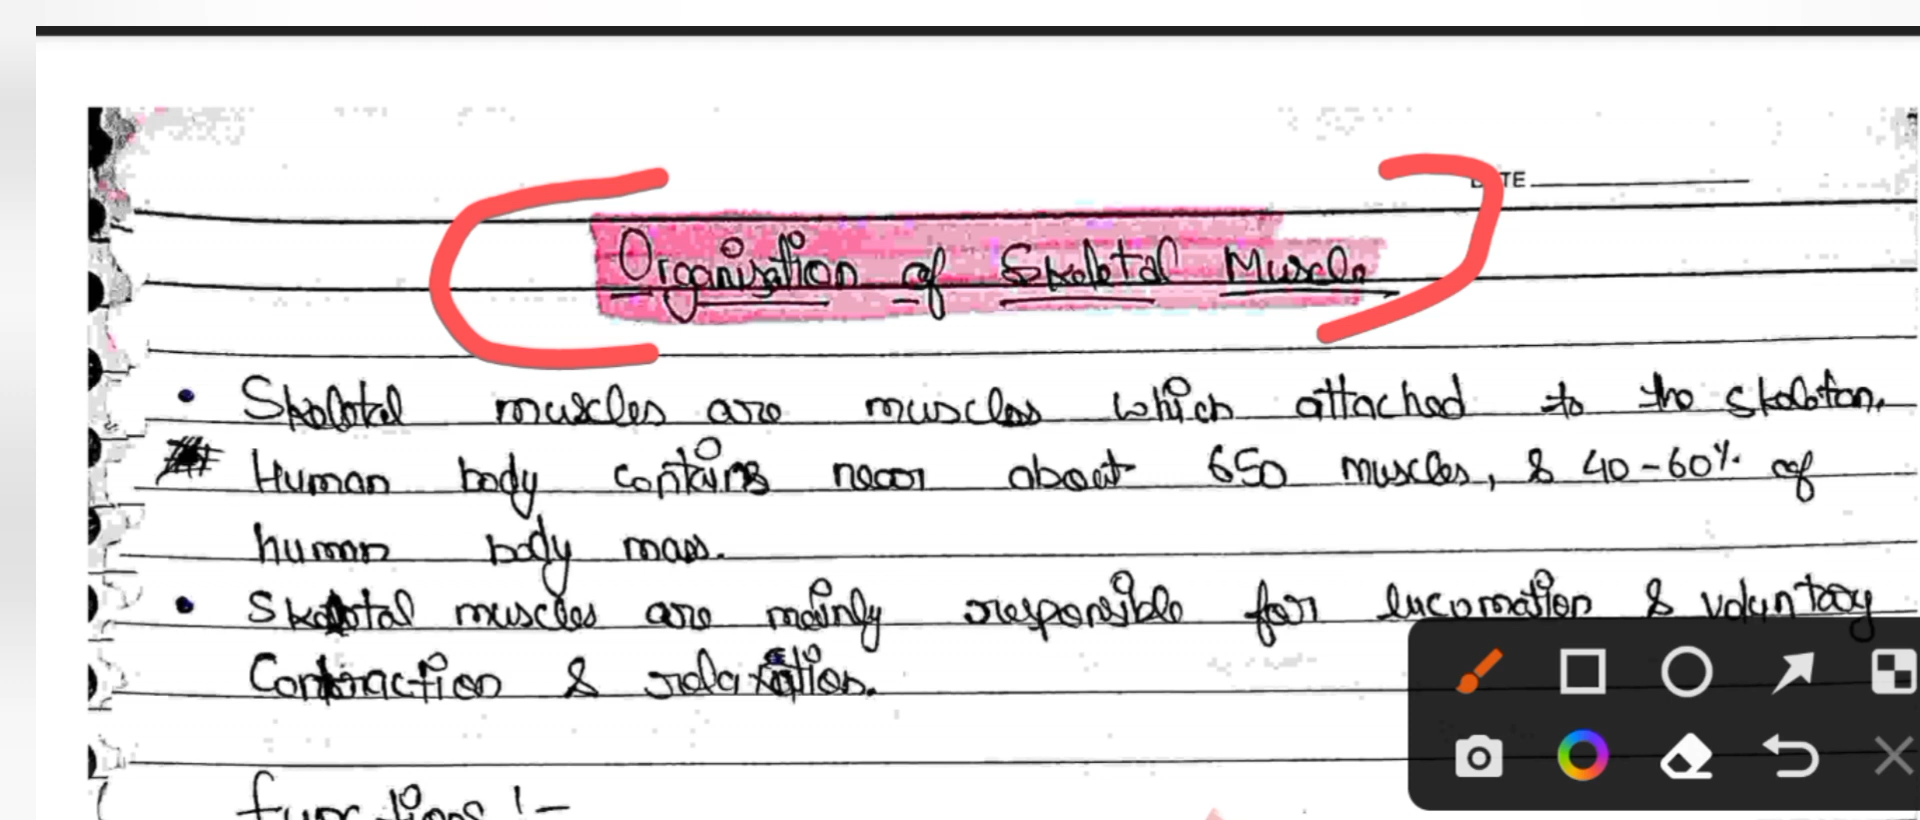 DATE
Organisation of Skeletal Muscle
Skeletal muscles are muscles which attached to the skeleton.
Human body contains near about 650 muscles, & 40-60% of
human body mass.
Skeletal muscles are mainly responsible for locomotion & voluntary
Contraction & relaxation.
functions :-